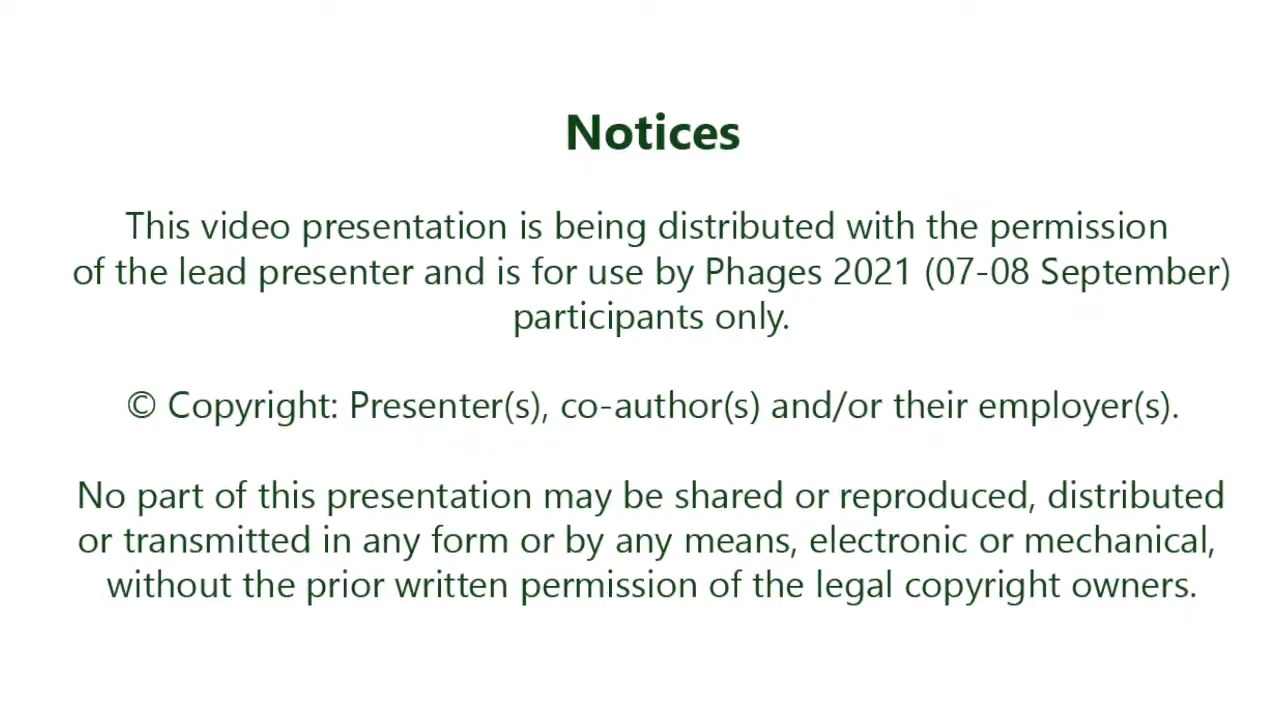 Notices
This video presentation is being distributed with the permission
of the lead presenter and is for use by Phages 2021 (07-08 September)
participants only.
© Copyright: Presenter(s), co-author(s) and/or their employer(s).
No part of this presentation may be shared or reproduced, distributed
or transmitted in any form or by any means, electronic or mechanical,
without the prior written permission of the legal copyright owners.